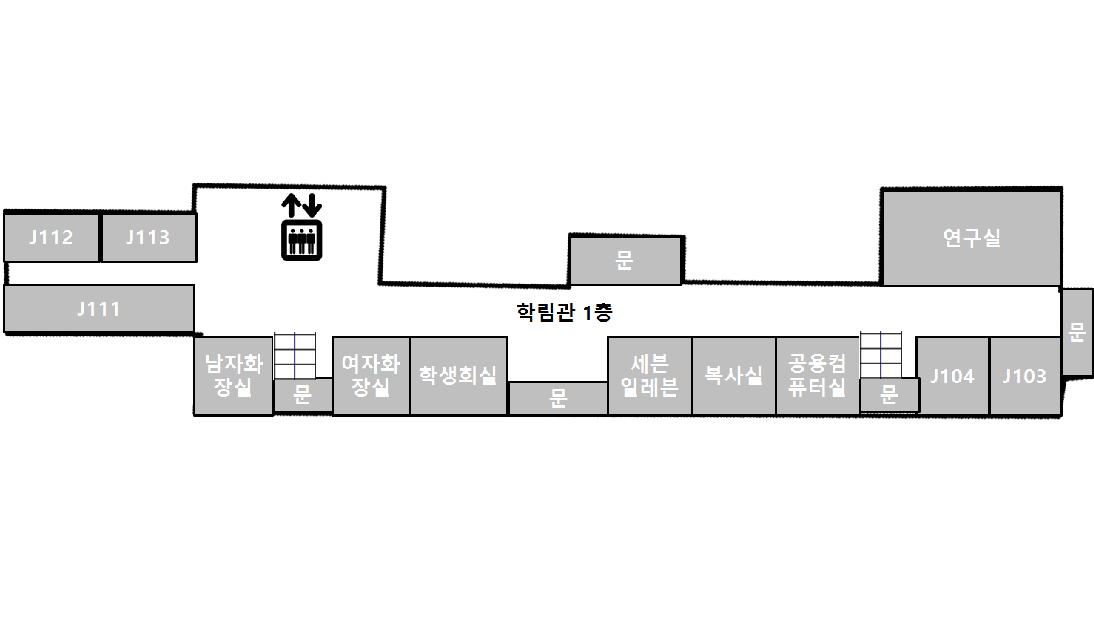 J112
J113
연구실
문
J111
학림관 1층
문
남자화
장실
문
여자화
장실
학생회실
문
세븐
일레븐
복사실
공용컴
퓨터실
문
J104
J103